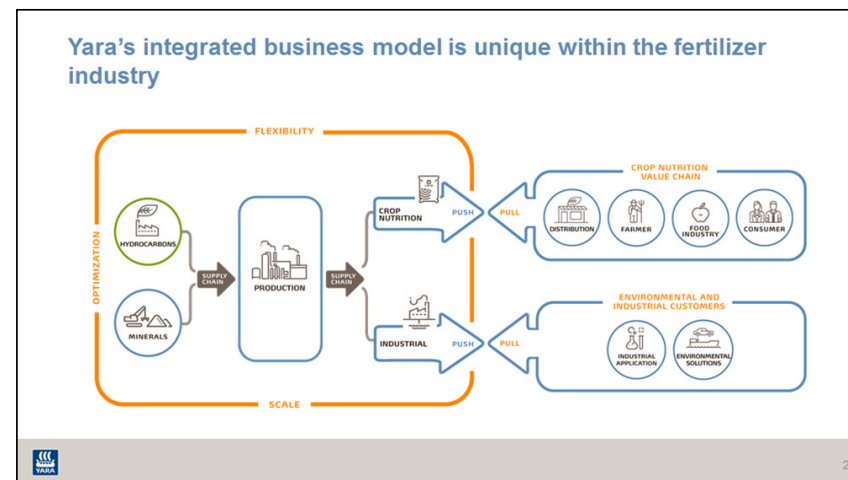 Yara's integrated business model is unique within the fertilizer
industry
FLEXIBILITY
OPTIMIZATION
HYDROCARBONS
MINERALS
SUPPLY
CHAIN
PRODUCTION
SUPPLY
CHAIN
CROP
NUTRITION
PUSH
PULL
INDUSTRIAL
PUSH
PULL
SCALE
CROP NUTRITION
VALUE CHAIN
DISTRIBUTION
FARMER
FOOD
INDUSTRY
CONSUMER
ENVIRONMENTAL AND
INDUSTRIAL CUSTOMERS
INDUSTRIAL
APPLICATION
ENVIRONMENTAL
SOLUTIONS
YARA
2